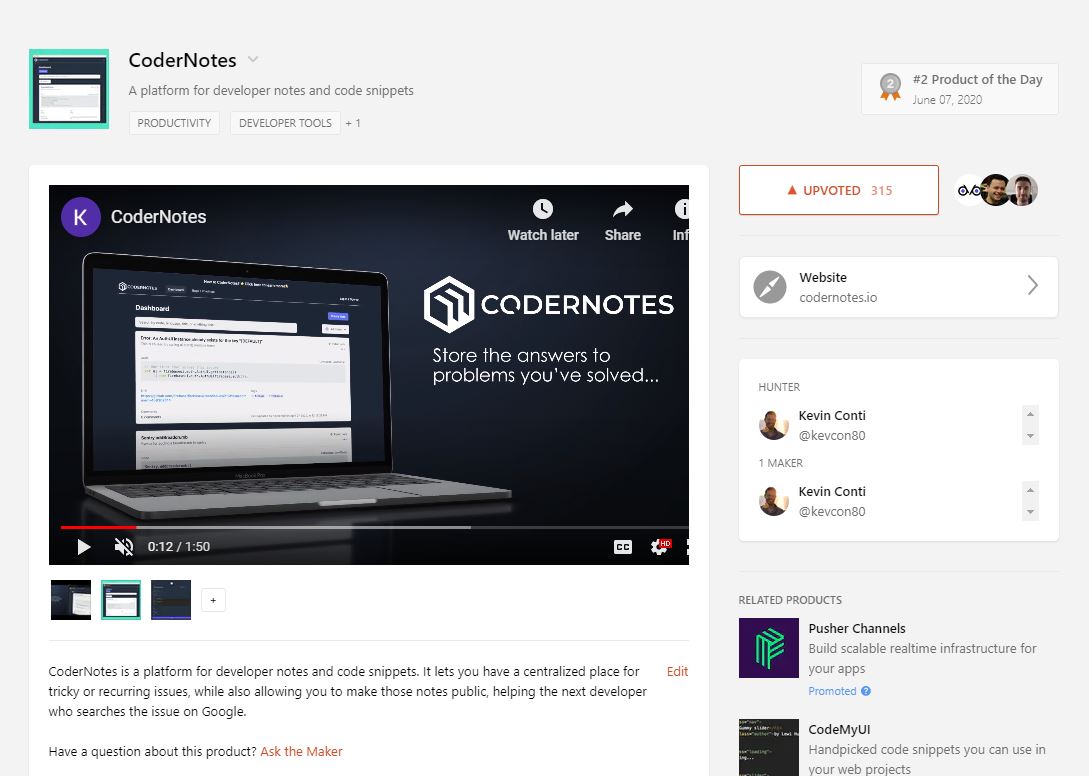 CoderNotes
A platform for developer notes and code snippets
PRODUCTIVITY
DEVELOPER TOOLS
+ 1
2
#2 Product of the Day
June 07, 2020
K
CoderNotes
Watch later
Share
Inf
CODERNOTES
Dashboard
CODERNOTES
Store the answers to
problems you've solved...
MacBook Pro
0:12 / 1:50
CC
HD
+
CoderNotes is a platform for developer notes and code snippets. It lets you have a centralized place for
tricky or recurring issues, while also allowing you to make those notes public, helping the next developer
who searches the issue on Google.
Edit
Have a question about this product? Ask the Maker
UPVOTED 315
Website
codernotes.io
HUNTER
Kevin Conti
@kevcon80
1 MAKER
Kevin Conti
@kevcon80
RELATED PRODUCTS
Pusher Channels
Build scalable realtime infrastructure for
your apps
Promoted ?
CodeMyUI
Handpicked code snippets you can use in
your web projects